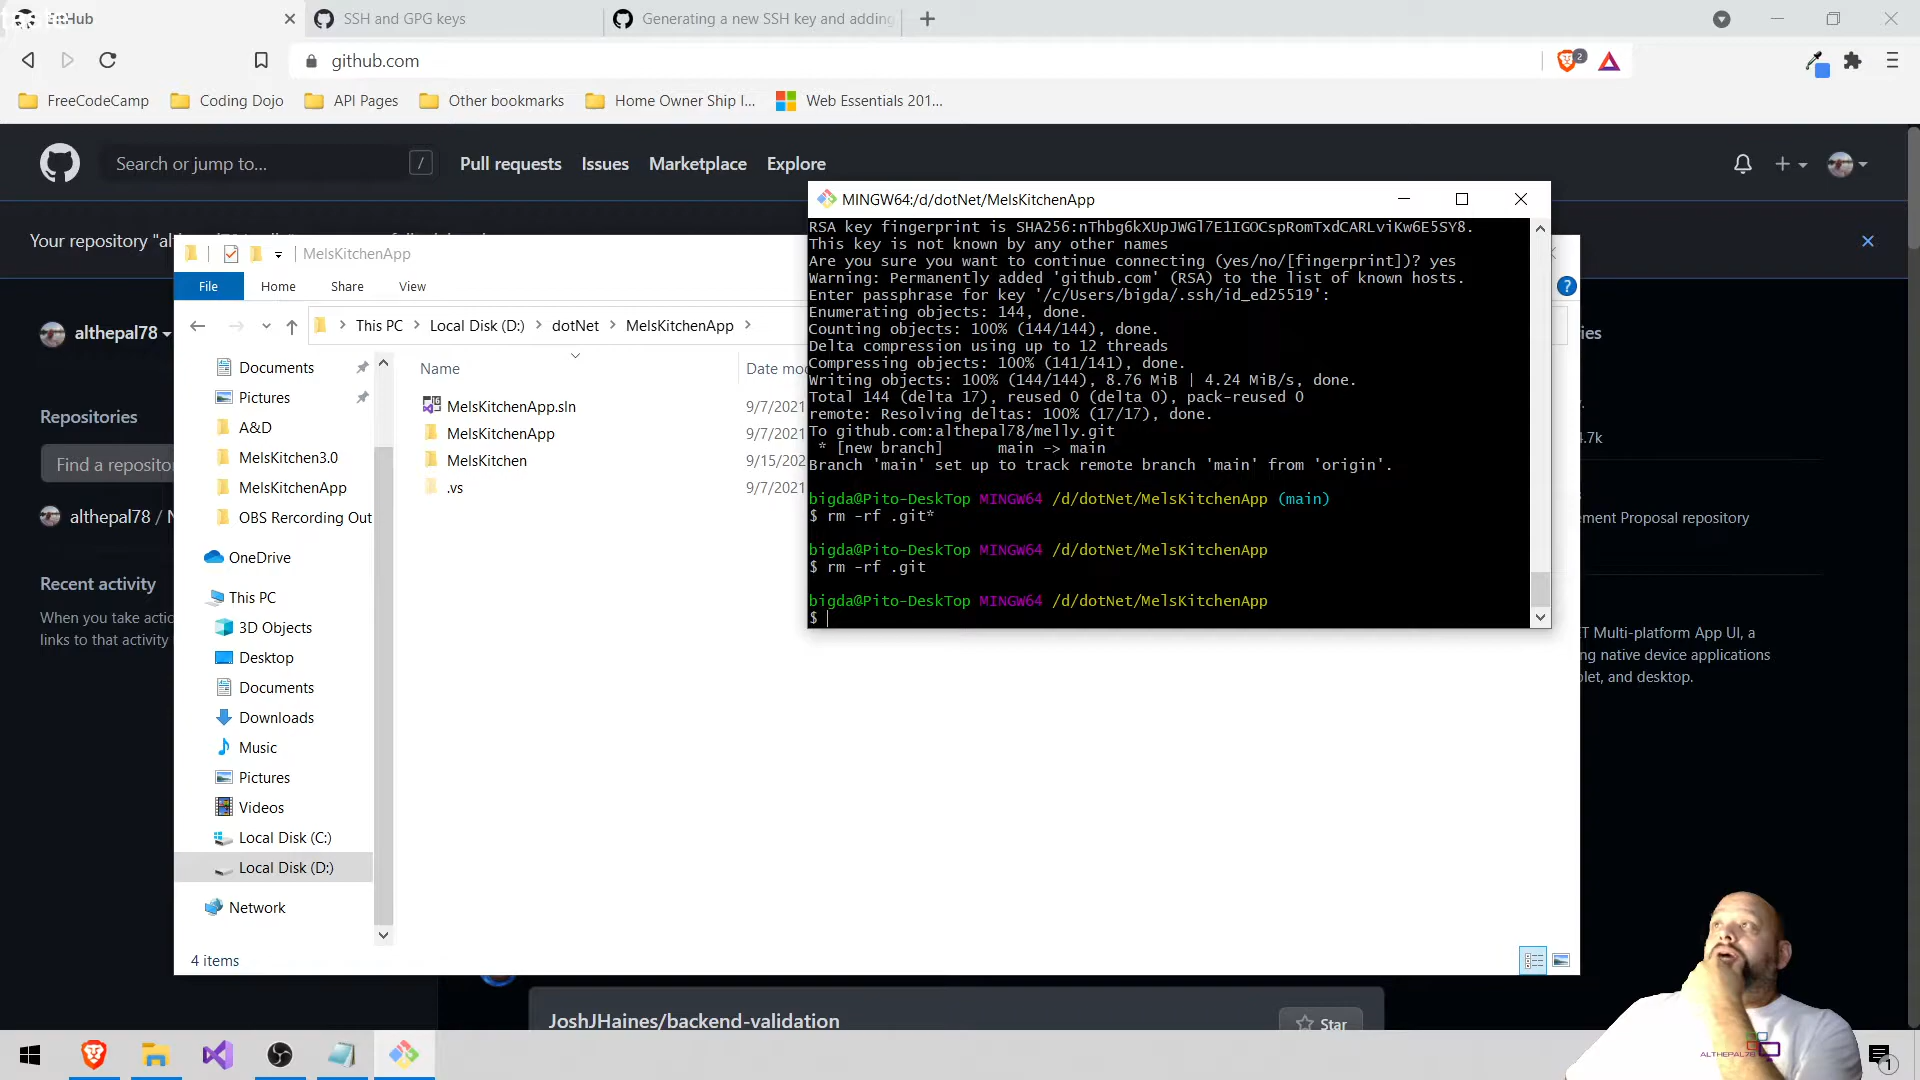 SSH and GPG keys
Generating a new SSH key and adding
github.com
2
FreeCodeCamp
Coding Dojo
API Pages
Other bookmarks
Home Owner Ship I...
Web Essentials 201...
Search or jump to...
/
Pull requests
Issues
Marketplace
Explore
Your repository "al
althepal78
Repositories
Find a reposito
althepal78 /
Recent activity
When you take actio
links to that activity
MelsKitchenApp
File
Home
Share
View
This PC
Local Disk (D:)
dotNet
MelsKitchenApp
Documents
Pictures
A&D
MelsKitchen3.0
MelsKitchenApp
OBS Rercording Out
OneDrive
This PC
3D Objects
Desktop
Documents
Downloads
Music
Pictures
Videos
Local Disk (C:)
Local Disk (D:)
Network
4 items
Name
Date mo
MelsKitchenApp.sln
9/7/2021
MelsKitchenApp
9/7/2021
MelsKitchen
9/15/202
.vs
9/7/2021
MINGW64:/d/dotNet/MelsKitchenApp
RSA key fingerprint is SHA256:nThbg6kXUpJWGl7E1IGOCspRomTxdCARLviKw6E5SY8.
This key is not known by any other names
Are you sure you want to continue connecting (yes/no/[fingerprint])? yes
Warning: Permanently added 'github.com' (RSA) to the list of known hosts.
Enter passphrase for key '/c/Users/bigda/.ssh/id_ed25519':
Enumerating objects: 144, done.
Counting objects: 100% (144/144), done.
Delta compression using up to 12 threads
Compressing objects: 100% (141/141), done.
Writing objects: 100% (144/144), 8.76 MiB | 4.24 MiB/s, done.
Total 144 (delta 17), reused 0 (delta 0), pack-reused 0
remote: Resolving deltas: 100% (17/17), done.
To github.com:althepal78/melly.git
* [new branch]      main -> main
Branch 'main' set up to track remote branch 'main' from 'origin'.
bigda@Pito-DeskTop MINGW64 /d/dotNet/MelsKitchenApp (main)
$ rm -rf .git*
bigda@Pito-DeskTop MINGW64 /d/dotNet/MelsKitchenApp
$ rm -rf .git
bigda@Pito-DeskTop MINGW64 /d/dotNet/MelsKitchenApp
$
?
ies
4.7k
ement Proposal repository
T Multi-platform App UI, a
ng native device applications
blet, and desktop.
JoshJHaines/backend-validation
Star
ALTHEPAL78
1